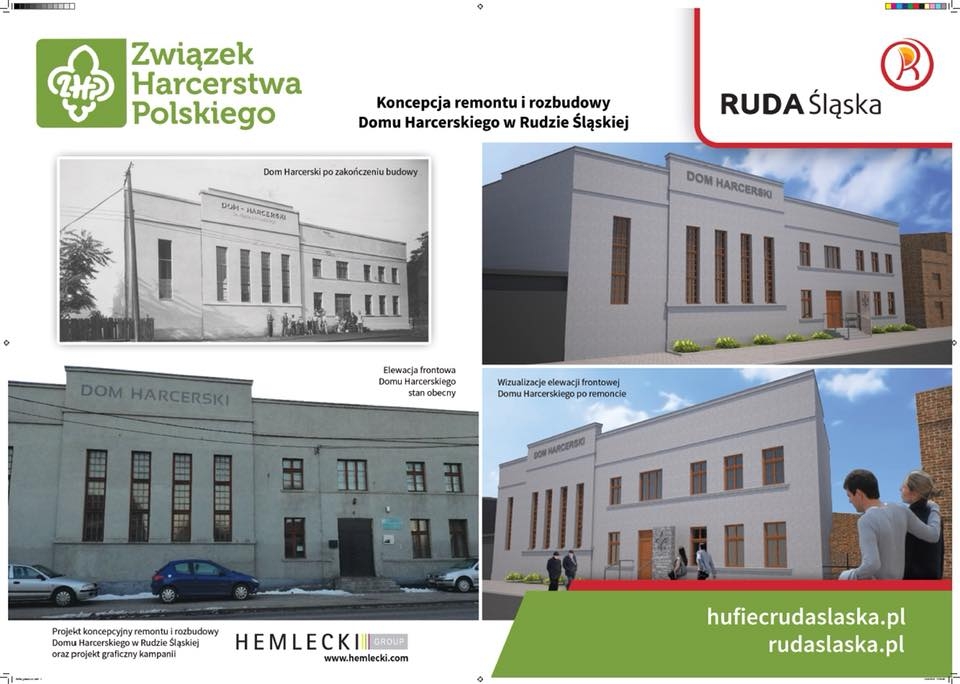 Związek
Harcerstwa
Polskiego
ZHP
Koncepcja remontu i rozbudowy
Domu Harcerskiego w Rudzie Śląskiej
RUDA Śląska
Dom Harcerski po zakończeniu budowy
DOM - HARCERSKI
DOM HARCERSKI
Elewacja frontowa
Domu Harcerskiego
stan obecny
DOM HARCERSKI
Wizualizacje elewacji frontowej
Domu Harcerskiego po remoncie
DOM HARCERSKI
Projekt koncepcyjny remontu i rozbudowy
Domu Harcerskiego w Rudzie Śląskiej
oraz projekt graficzny kampanii
HEMLECKI GROUP
www.hemlecki.com
hufiecrudaslaska.pl
rudaslaska.pl